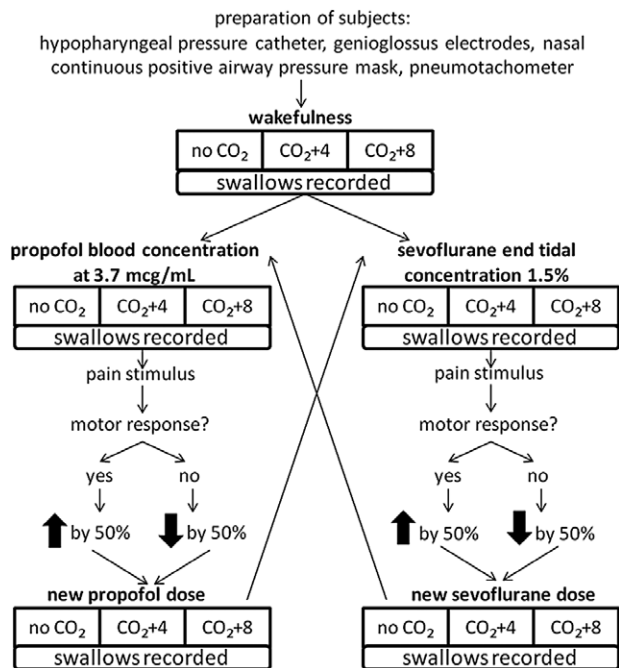 preparation of subjects:
hypopharyngeal pressure catheter, genioglossus electrodes, nasal
continuous positive airway pressure mask, pneumotachometer
wakefulness
no CO₂ CO₂+4 CO₂+8
swallows recorded
propofol blood concentration
at 3.7 mcg/mL
no CO₂ CO₂+4 CO₂+8
swallows recorded
pain stimulus
motor response?
yes no
by 50% by 50%
new propofol dose
no CO₂ CO₂+4 CO₂+8
swallows recorded
sevoflurane end tidal
concentration 1.5%
no CO₂ CO₂+4 CO₂+8
swallows recorded
pain stimulus
motor response?
yes no
by 50% by 50%
new sevoflurane dose
no CO₂ CO₂+4 CO₂+8
swallows recorded